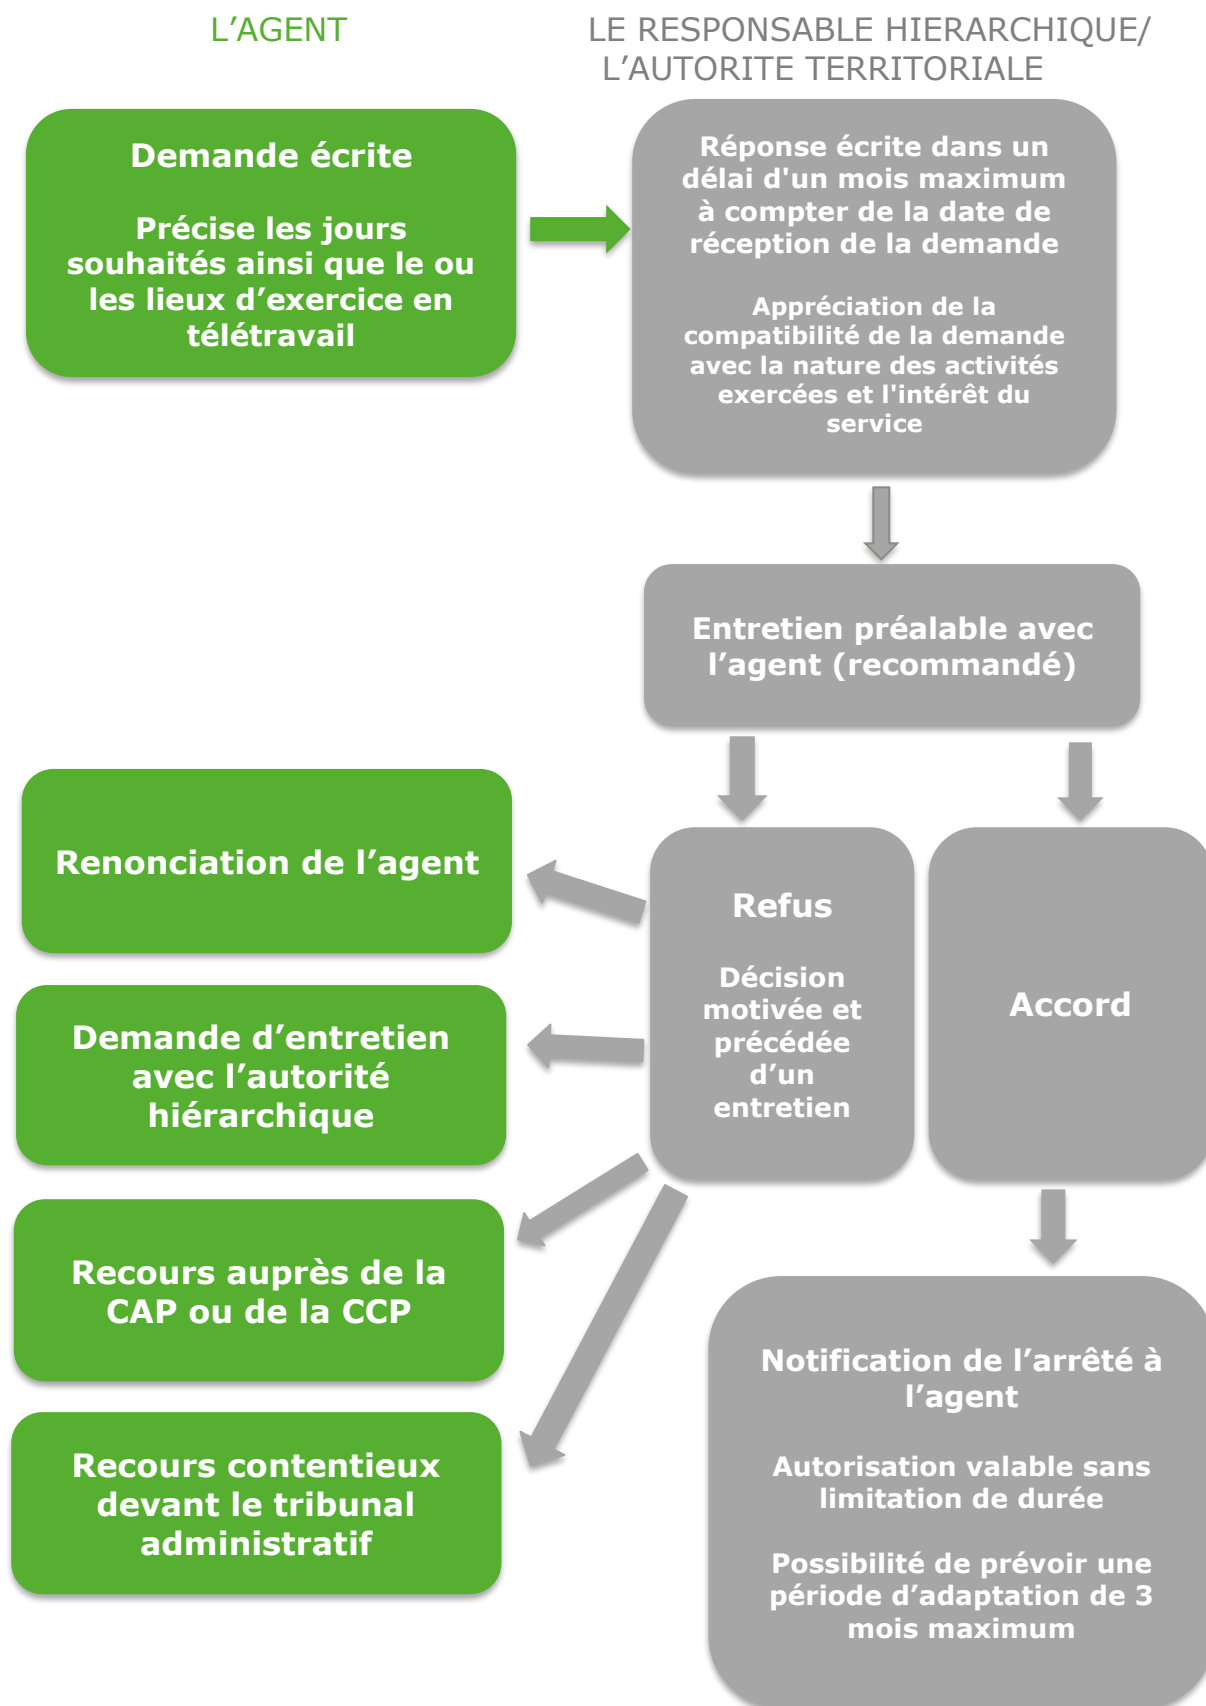 L’AGENT
LE RESPONSABLE HIERARCHIQUE/
L’AUTORITE TERRITORIALE
Demande écrite
Précise les jours
souhaités ainsi que le ou
les lieux d’exercice en
télétravail
Réponse écrite dans un
délai d'un mois maximum
à compter de la date de
réception de la demande
Appréciation de la
compatibilité de la demande
avec la nature des activités
exercées et l'intérêt du
service
Entretien préalable avec
l’agent (recommandé)
Refus
Décision
motivée et
précédée
d’un
entretien
Accord
Renonciation de l’agent
Demande d’entretien
avec l’autorité
hiérarchique
Recours auprès de la
CAP ou de la CCP
Recours contentieux
devant le tribunal
administratif
Notification de l’arrêté à
l’agent
Autorisation valable sans
limitation de durée
Possibilité de prévoir une
période d’adaptation de 3
mois maximum